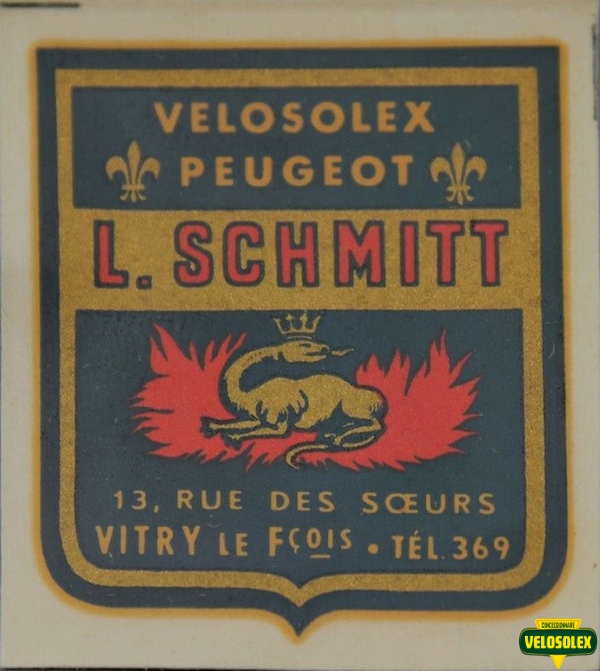 VELOSOLEX
PEUGEOT
L. SCHMITT
13, RUE DES SŒURS
VITRY LE FÇOIS • TÉL. 369
CONCESSIONNAIRE
VELOSOLEX